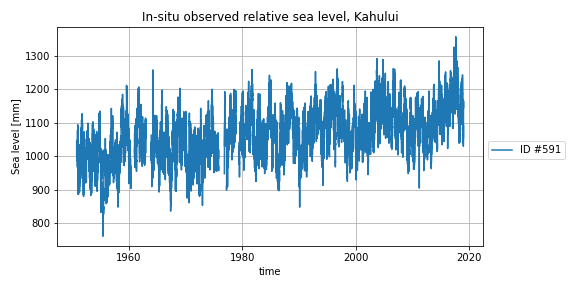 In-situ observed relative sea level, Kahului
Sea level [mm]
1300
1200
1100
1000
900
800
1960
1980
2000
2020
time
ID #591